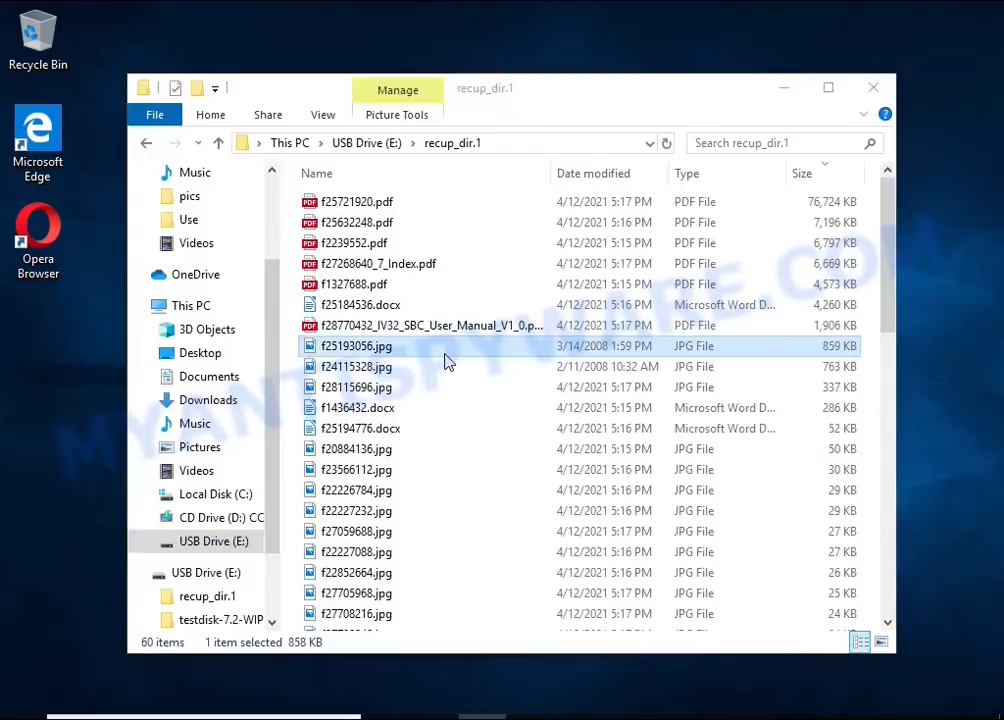 Recycle Bin
Microsoft
Edge
Opera
Browser
Manage
recup_dir.1
File
Home
Share
View
Picture Tools
This PC
USB Drive (E:)
recup_dir.1
Search recup_dir.1
Music
pics
Use
Videos
OneDrive
This PC
3D Objects
Desktop
Documents
Downloads
Music
Pictures
Videos
Local Disk (C:)
CD Drive (D:) CC
USB Drive (E:)
USB Drive (E:)
recup_dir.1
testdisk-7.2-WIP
Name Date modified Type Size
f25721920.pdf 4/12/2021 5:17 PM PDF File 76,724 KB
f25632248.pdf 4/12/2021 5:17 PM PDF File 7,196 KB
f2239552.pdf 4/12/2021 5:15 PM PDF File 6,797 KB
f27268640_7_Index.pdf 4/12/2021 5:17 PM PDF File 6,669 KB
f1327688.pdf 4/12/2021 5:15 PM PDF File 4,573 KB
f25184536.docx 4/12/2021 5:16 PM Microsoft Word D... 4,260 KB
f28770432_IV32_SBC_User_Manual_V1_0.p... 4/12/2021 5:17 PM PDF File 1,906 KB
f25193056.jpg 3/14/2008 1:59 PM JPG File 859 KB
f24115328.jpg 2/11/2008 10:32 AM JPG File 763 KB
f28115696.jpg 4/12/2021 5:17 PM JPG File 337 KB
f1436432.docx 4/12/2021 5:15 PM Microsoft Word D... 286 KB
f25194776.docx 4/12/2021 5:16 PM Microsoft Word D... 52 KB
f20884136.jpg 4/12/2021 5:15 PM JPG File 50 KB
f23566112.jpg 4/12/2021 5:16 PM JPG File 30 KB
f22226784.jpg 4/12/2021 5:16 PM JPG File 29 KB
f22227232.jpg 4/12/2021 5:16 PM JPG File 29 KB
f27059688.jpg 4/12/2021 5:17 PM JPG File 27 KB
f22227088.jpg 4/12/2021 5:16 PM JPG File 27 KB
f22852664.jpg 4/12/2021 5:16 PM JPG File 26 KB
f27705968.jpg 4/12/2021 5:17 PM JPG File 25 KB
f27708216.jpg 4/12/2021 5:17 PM JPG File 24 KB
60 items 1 item selected 858 KB
MYANTISPYWARE.COM